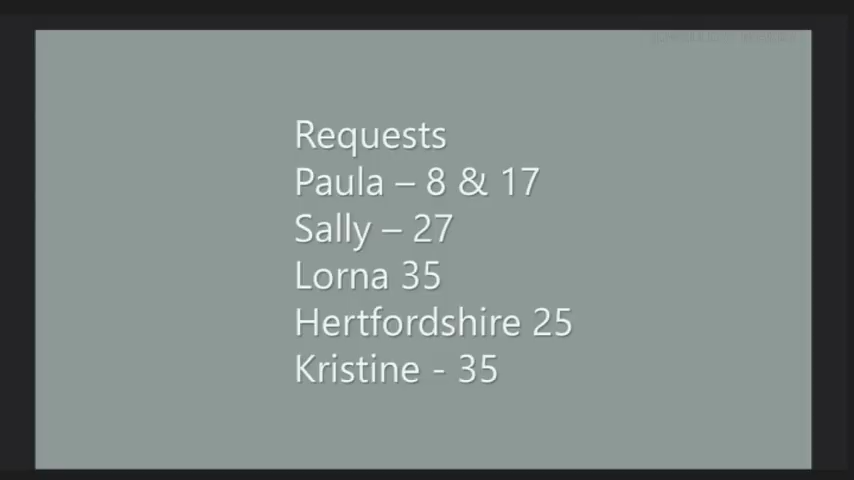 Requests
Paula – 8 & 17
Sally – 27
Lorna 35
Hertfordshire 25
Kristine - 35